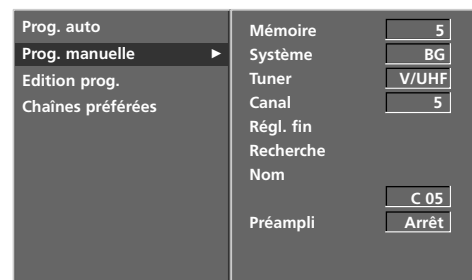 Prog. auto
Prog. manuelle ►
Edition prog.
Chaînes préférées
Mémoire 5
Système BG
Tuner V/UHF
Canal 5
Régl. fin
Recherche
Nom
C 05
Préampli Arrêt